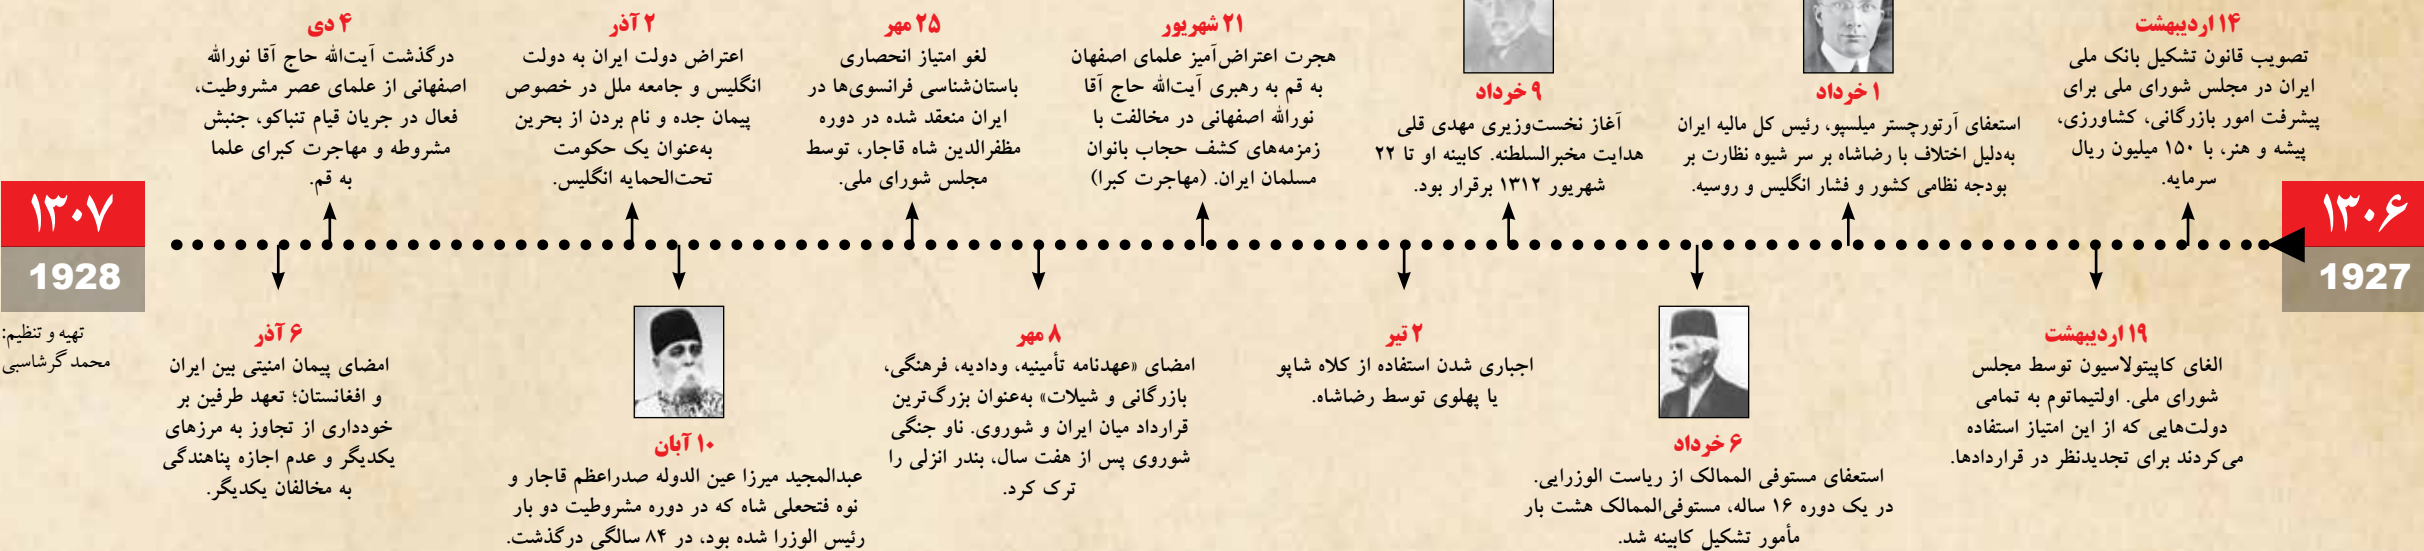 ۱۳۰۶
1927
۱۴ اردیبهشت
تصویب قانون تشکیل بانک ملی
ایران در مجلس شورای ملی برای
پیشرفت امور بازرگانی، کشاورزی،
پیشه و هنر، با ۱۵۰ میلیون ریال
سرمایه.
۱۹ اردیبهشت
الغای کاپیتولاسیون توسط مجلس
شورای ملی. اولتیماتوم به تمامی
دولت‌هایی که از این امتیاز استفاده
می‌کردند برای تجدیدنظر در قراردادها.
۱ خرداد
استعفای آرتورچستر میلسپو، رئیس کل مالیه ایران
به‌دلیل اختلاف با رضاشاه بر سر شیوه نظارت بر
بودجه نظامی کشور و فشار انگلیس و روسیه.
۶ خرداد
استعفای مستوفی الممالک از ریاست الوزرایی.
در یک دوره ۱۶ ساله، مستوفی‌الممالک هشت بار
مأمور تشکیل کابینه شد.
۹ خرداد
آغاز نخست‌وزیری مهدی قلی
هدایت مخبرالسلطنه. کابینه او تا ۲۲
شهریور ۱۳۱۲ برقرار بود.
۲ تیر
اجباری شدن استفاده از کلاه شاپو
یا پهلوی توسط رضاشاه.
۲۱ شهریور
هجرت اعتراض‌آمیز علمای اصفهان
به قم به رهبری آیت‌الله حاج آقا
نورالله اصفهانی در مخالفت با
زمزمه‌های کشف حجاب بانوان
مسلمان ایران. (مهاجرت کبرا)
۸ مهر
امضای «عهدنامه تأمینیه، ودادیه، فرهنگی،
بازرگانی و شیلات» به‌عنوان بزرگ‌ترین
قرارداد میان ایران و شوروی. ناو جنگی
شوروی پس از هفت سال، بندر انزلی را
ترک کرد.
۲۵ مهر
لغو امتیاز انحصاری
باستان‌شناسی فرانسوی‌ها در
ایران منعقد شده در دوره
مظفرالدین شاه قاجار، توسط
مجلس شورای ملی.
۱۰ آبان
عبدالمجید میرزا عین الدوله صدراعظم قاجار و
نوه فتحعلی شاه که در دوره مشروطیت دو بار
رئیس الوزرا شده بود، در ۸۴ سالگی درگذشت.
۲ آذر
اعتراض دولت ایران به دولت
انگلیس و جامعه ملل در خصوص
پیمان جده و نام بردن از بحرین
به‌عنوان یک حکومت
تحت‌الحمایه انگلیس.
۶ آذر
امضای پیمان امنیتی بین ایران
و افغانستان؛ تعهد طرفین بر
خودداری از تجاوز به مرزهای
یکدیگر و عدم اجازه پناهندگی
به مخالفان یکدیگر.
۴ دی
درگذشت آیت‌الله حاج آقا نورالله
اصفهانی از علمای عصر مشروطیت،
فعال در جریان قیام تنباکو، جنبش
مشروطه و مهاجرت کبرای علما
به قم.
۱۳۰۷
1928
تهیه و تنظیم:
محمد گرشاسبی